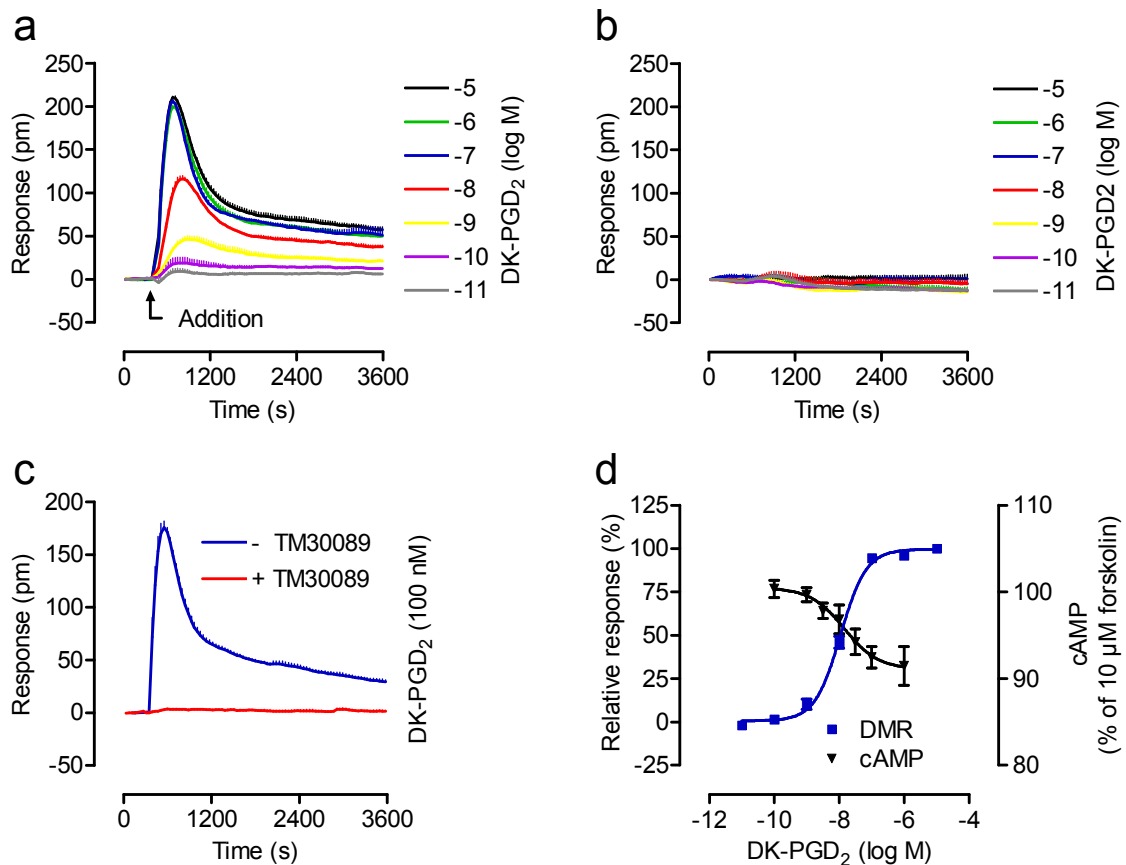 a
250
200
150
100
50
0
-50
Response (pm)
Addition
0 1200 2400 3600
Time (s)
-5
-6
-7
-8
-9
-10
-11
DK-PGD₂ (log M)
b
250
200
150
100
50
0
-50
Response (pm)
0 1200 2400 3600
Time (s)
-5
-6
-7
-8
-9
-10
-11
DK-PGD2 (log M)
c
200
150
100
50
0
-50
Response (pm)
- TM30089
+ TM30089
DK-PGD₂ (100 nM)
0 1200 2400 3600
Time (s)
d
125
100
75
50
25
0
-25
Relative response (%)
DMR
cAMP
110
100
90
80
cAMP
(% of 10 µM forskolin)
-12 -10 -8 -6 -4
DK-PGD₂ (log M)